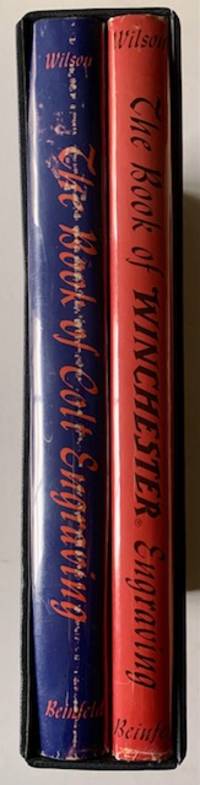 Wilson
The Book of Colt Engraving
Beinfeld
Wilson
The Book of WINCHESTER® Engraving
Beinfeld